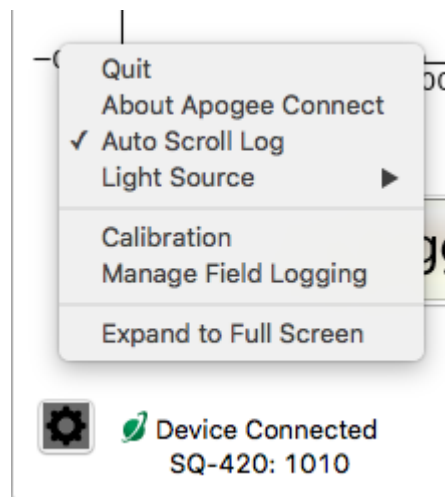 Quit
About Apogee Connect
✓ Auto Scroll Log
Light Source ▶
Calibration
Manage Field Logging
Expand to Full Screen
Device Connected
SQ-420: 1010